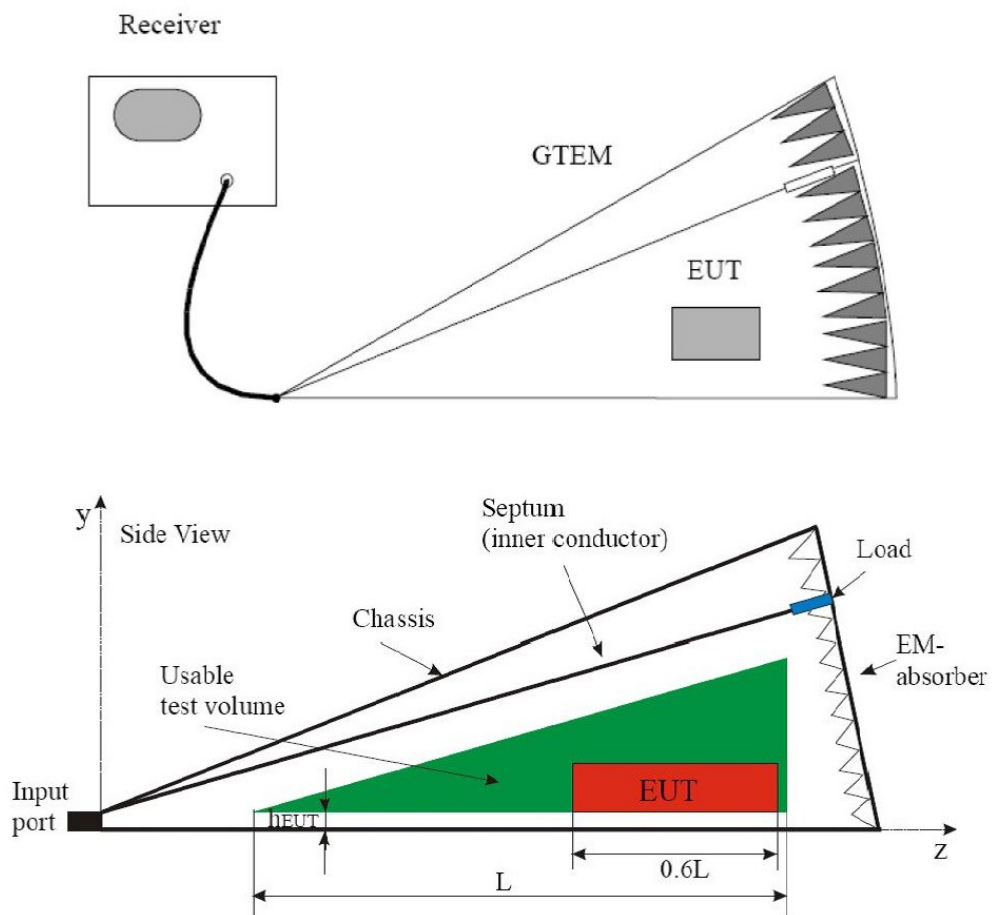 Receiver
GTEM
EUT
y
Side View
Septum
(inner conductor)
Load
Chassis
EM-
absorber
Usable
test volume
Input
port
hEUT
EUT
z
0.6L
L